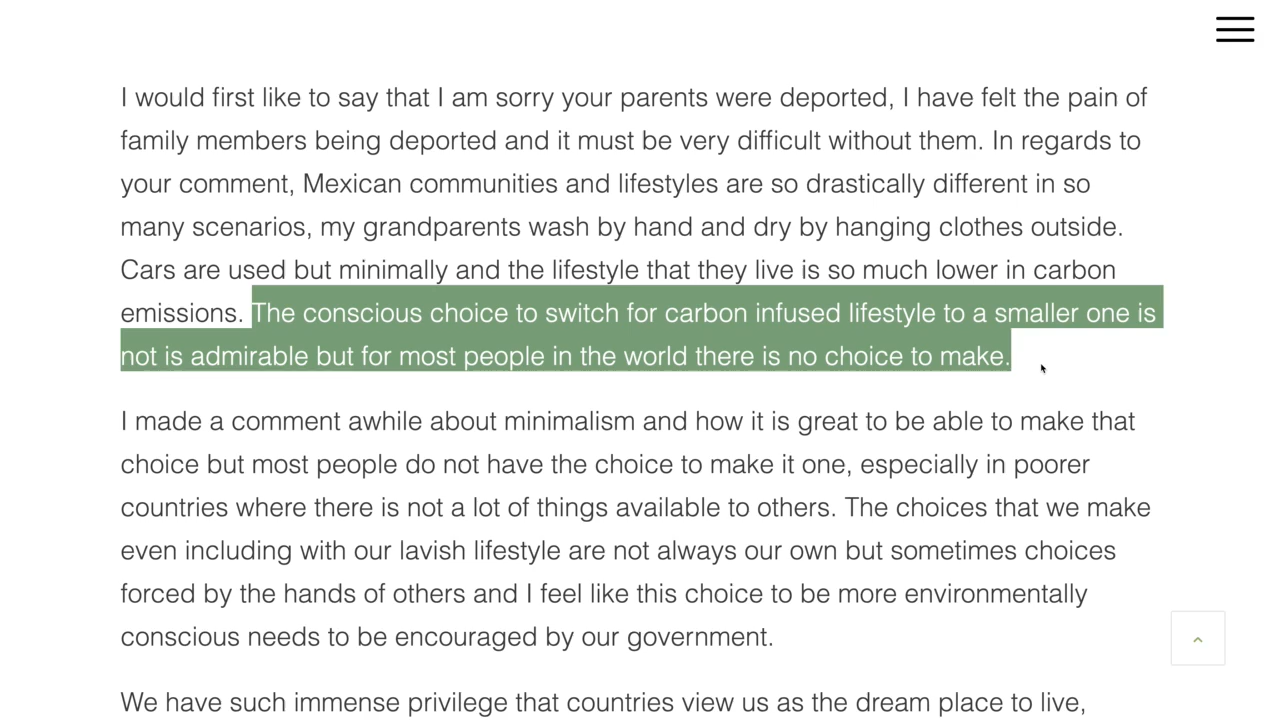 I would first like to say that I am sorry your parents were deported, I have felt the pain of
family members being deported and it must be very difficult without them. In regards to
your comment, Mexican communities and lifestyles are so drastically different in so
many scenarios, my grandparents wash by hand and dry by hanging clothes outside.
Cars are used but minimally and the lifestyle that they live is so much lower in carbon
emissions. The conscious choice to switch for carbon infused lifestyle to a smaller one is
not is admirable but for most people in the world there is no choice to make.
I made a comment awhile about minimalism and how it is great to be able to make that
choice but most people do not have the choice to make it one, especially in poorer
countries where there is not a lot of things available to others. The choices that we make
even including with our lavish lifestyle are not always our own but sometimes choices
forced by the hands of others and I feel like this choice to be more environmentally
conscious needs to be encouraged by our government.
We have such immense privilege that countries view us as the dream place to live,